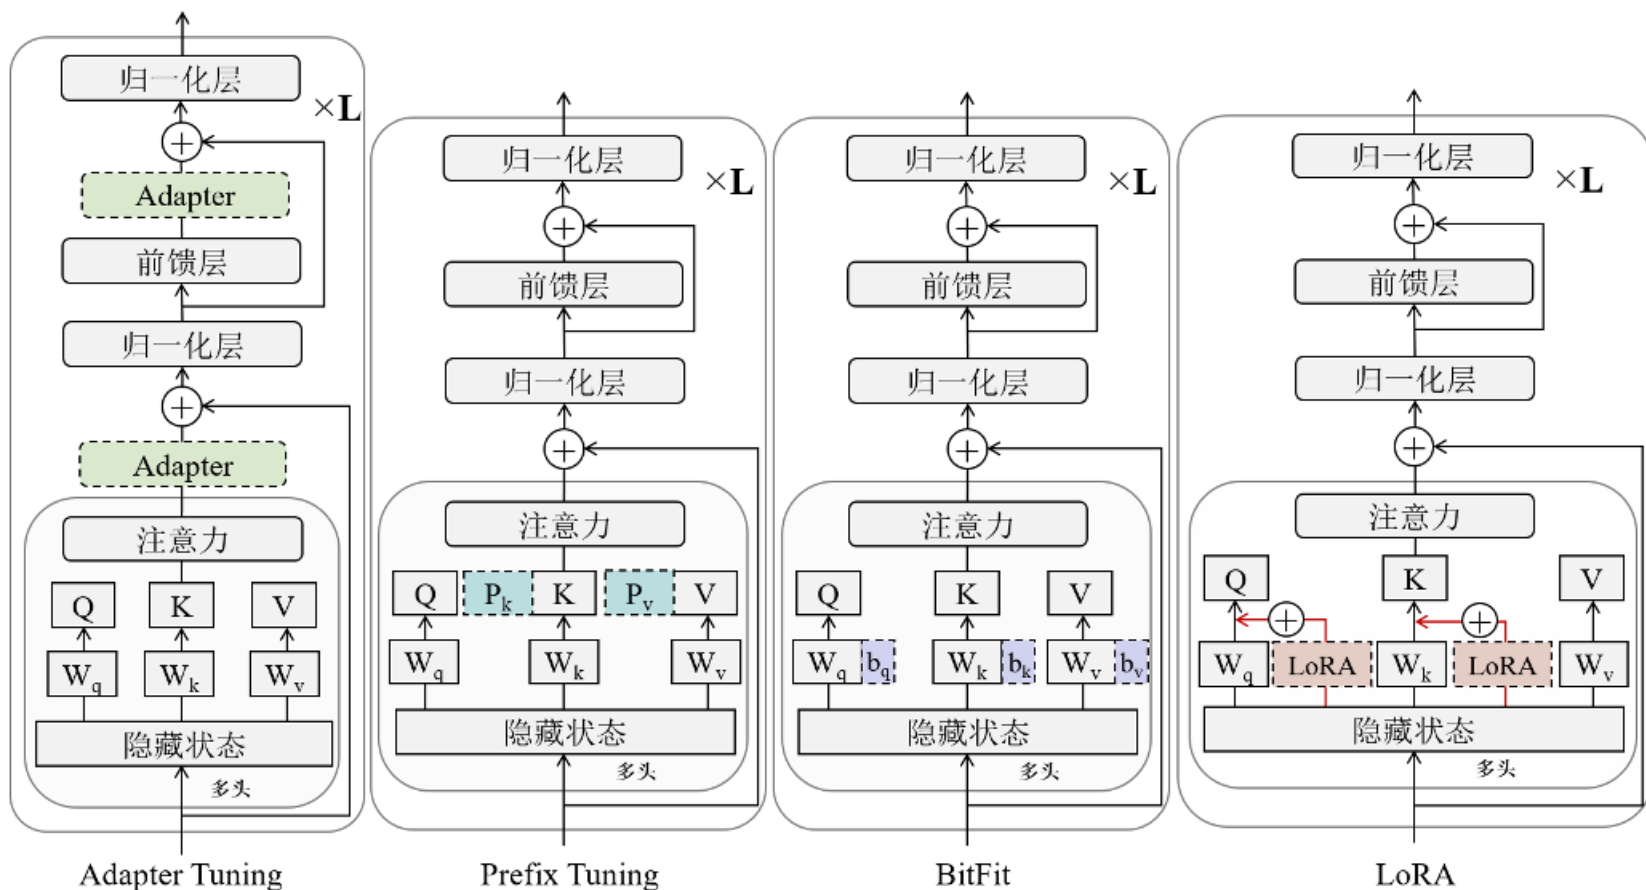 归一化层
×L
+
Adapter
前馈层
归一化层
+
Adapter
注意力
Q K V
Wq Wk Wv
隐藏状态
多头
Adapter Tuning
归一化层
×L
+
前馈层
归一化层
+
注意力
Q Pk K Pv V
Wq Wk Wv
隐藏状态
多头
Prefix Tuning
归一化层
×L
+
前馈层
归一化层
+
注意力
Q K V
Wq bq Wk bk Wv bv
隐藏状态
多头
BitFit
归一化层
×L
+
前馈层
归一化层
+
注意力
Q K V
+ +
Wq LoRA Wk LoRA Wv
隐藏状态
多头
LoRA